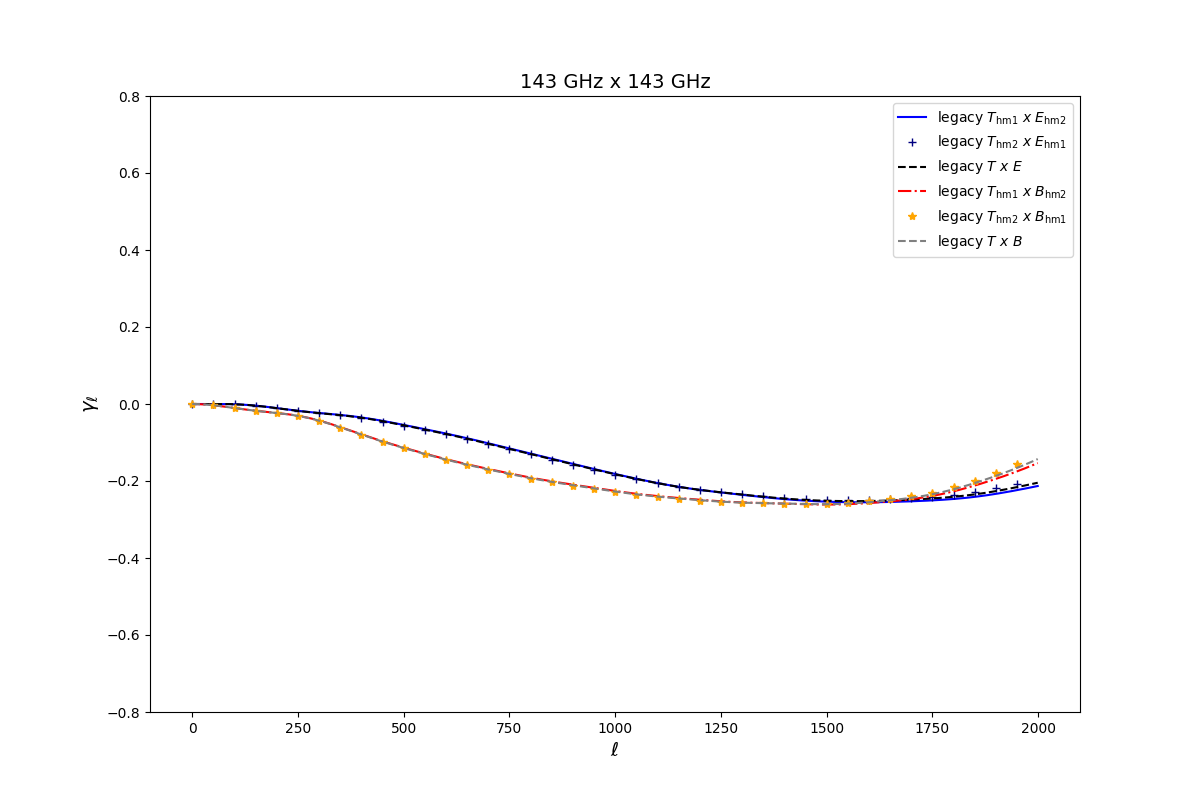 143 GHz x 143 GHz
0.8
0.6
0.4
0.2
0.0
−0.2
−0.4
−0.6
−0.8
γℓ
0 250 500 750 1000 1250 1500 1750 2000
ℓ
legacy Thm1 x Ehm2
legacy Thm2 x Ehm1
legacy T x E
legacy Thm1 x Bhm2
legacy Thm2 x Bhm1
legacy T x B